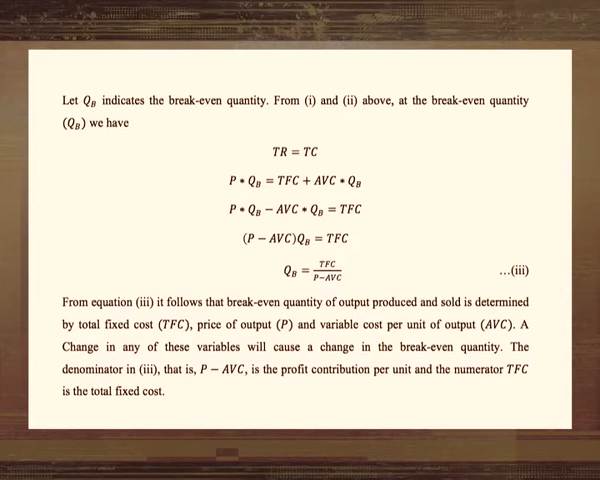 Let Q_B indicates the break-even quantity. From (i) and (ii) above, at the break-even quantity
(Q_B) we have
TR = TC
P * Q_B = TFC + AVC * Q_B
P * Q_B − AVC * Q_B = TFC
(P − AVC)Q_B = TFC
Q_B = TFC / P−AVC ...(iii)
From equation (iii) it follows that break-even quantity of output produced and sold is determined
by total fixed cost (TFC), price of output (P) and variable cost per unit of output (AVC). A
Change in any of these variables will cause a change in the break-even quantity. The
denominator in (iii), that is, P − AVC, is the profit contribution per unit and the numerator TFC
is the total fixed cost.